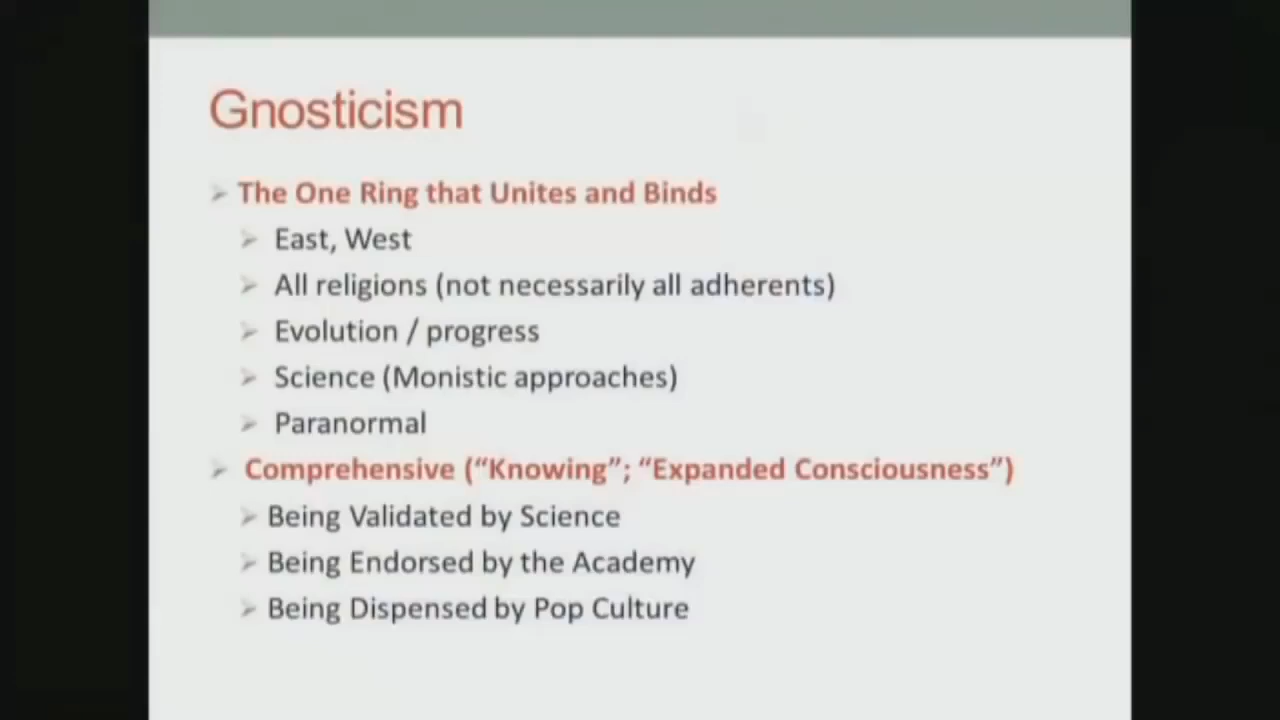 Gnosticism
The One Ring that Unites and Binds
East, West
All religions (not necessarily all adherents)
Evolution / progress
Science (Monistic approaches)
Paranormal
Comprehensive (“Knowing”; “Expanded Consciousness”)
Being Validated by Science
Being Endorsed by the Academy
Being Dispensed by Pop Culture